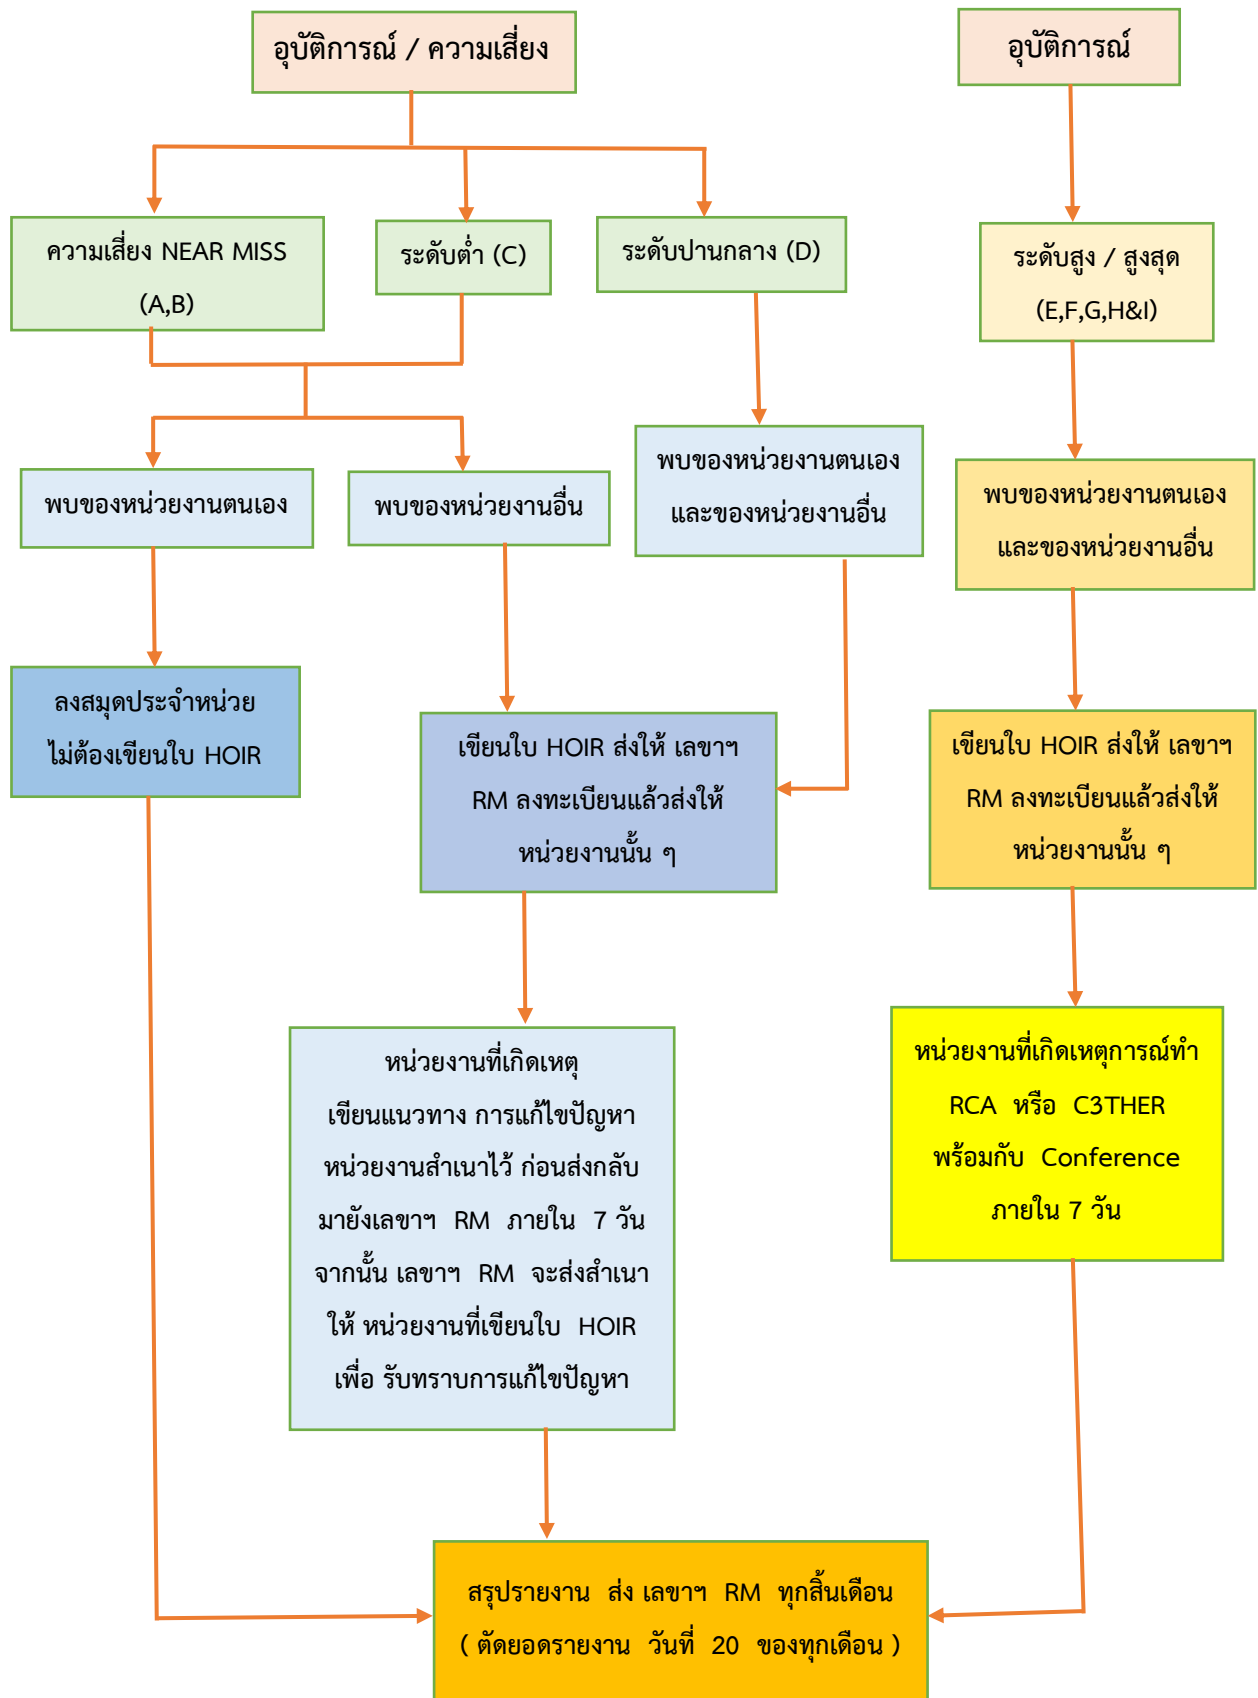 อุบัติการณ์ / ความเสี่ยง
อุบัติการณ์
ความเสี่ยง NEAR MISS
(A,B)
ระดับต่ำ (C)
ระดับปานกลาง (D)
ระดับสูง / สูงสุด
(E,F,G,H&I)
พบของหน่วยงานตนเอง
พบของหน่วยงานอื่น
พบของหน่วยงานตนเอง
และของหน่วยงานอื่น
พบของหน่วยงานตนเอง
และของหน่วยงานอื่น
ลงสมุดประจำหน่วย
ไม่ต้องเขียนใบ HOIR
เขียนใบ HOIR ส่งให้ เลขาฯ
RM ลงทะเบียนแล้วส่งให้
หน่วยงานนั้น ๆ
เขียนใบ HOIR ส่งให้ เลขาฯ
RM ลงทะเบียนแล้วส่งให้
หน่วยงานนั้น ๆ
หน่วยงานที่เกิดเหตุ
เขียนแนวทาง การแก้ไขปัญหา
หน่วยงานสำเนาไว้ ก่อนส่งกลับ
มายังเลขาฯ RM ภายใน 7 วัน
จากนั้น เลขาฯ RM จะส่งสำเนา
ให้ หน่วยงานที่เขียนใบ HOIR
เพื่อ รับทราบการแก้ไขปัญหา
หน่วยงานที่เกิดเหตุการณ์ทำ
RCA หรือ C3THER
พร้อมกับ Conference
ภายใน 7 วัน
สรุปรายงาน ส่ง เลขาฯ RM ทุกสิ้นเดือน
( ตัดยอดรายงาน วันที่ 20 ของทุกเดือน )